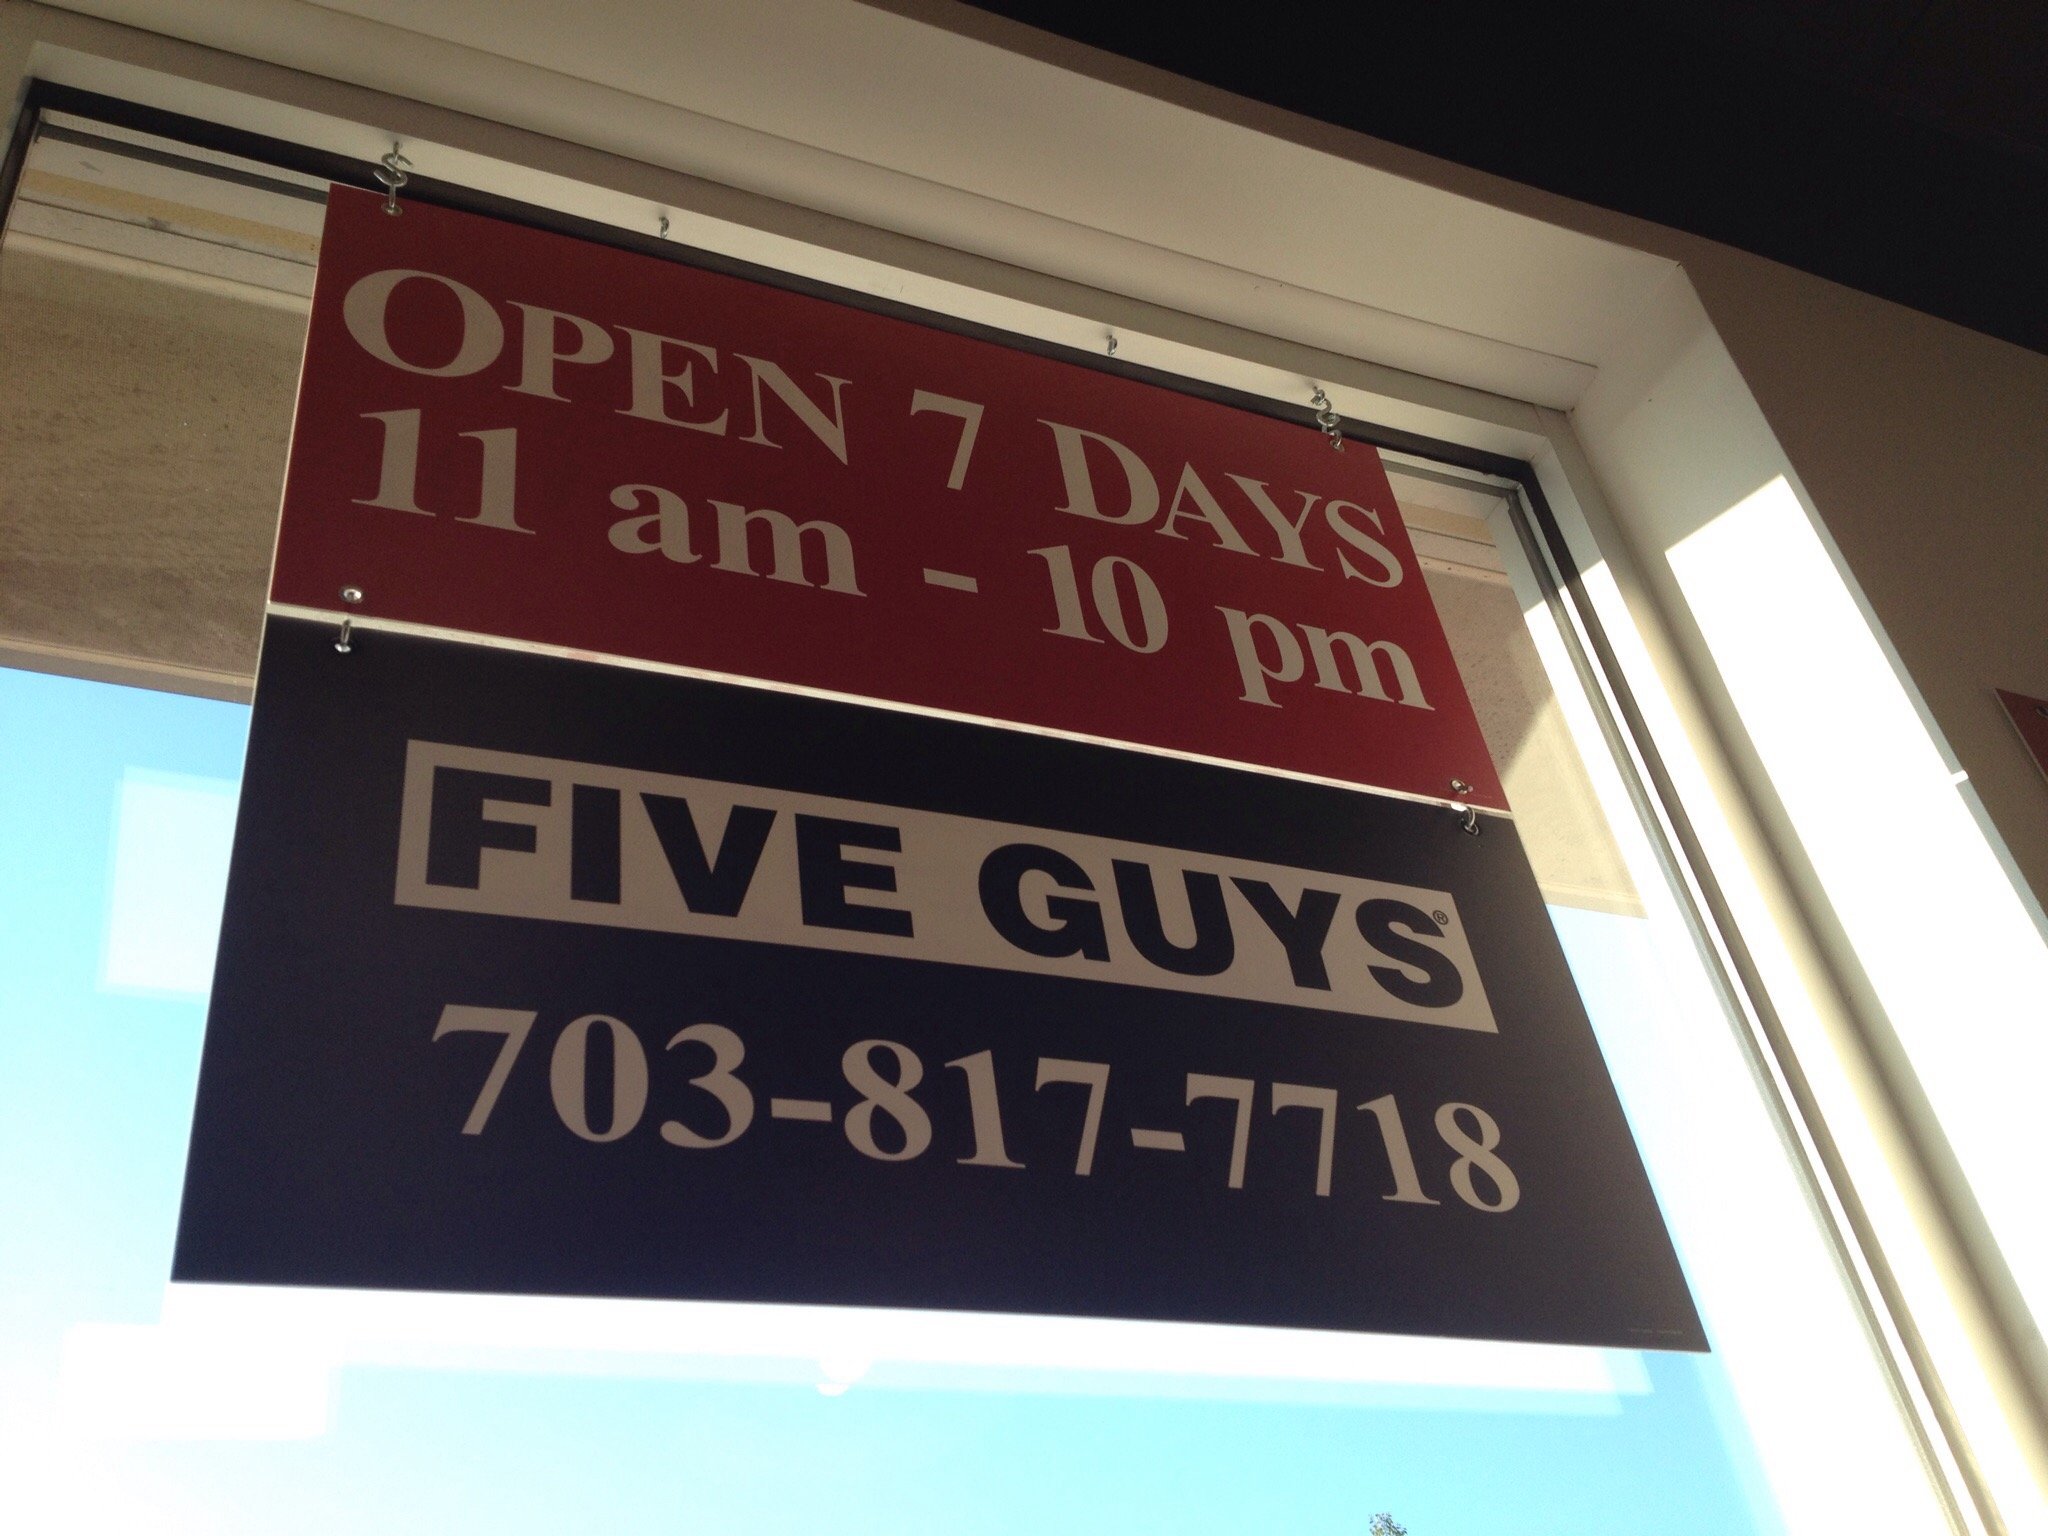 OPEN 7 DAYS
11 am - 10 pm
FIVE GUYS®
703-817-7718